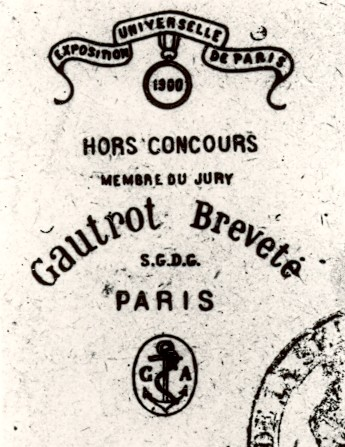 EXPOSITION UNIVERSELLE DE PARIS
1900
HORS CONCOURS
MEMBRE DU JURY
Gautrot Breveté
S.G.D.G.
PARIS
G A